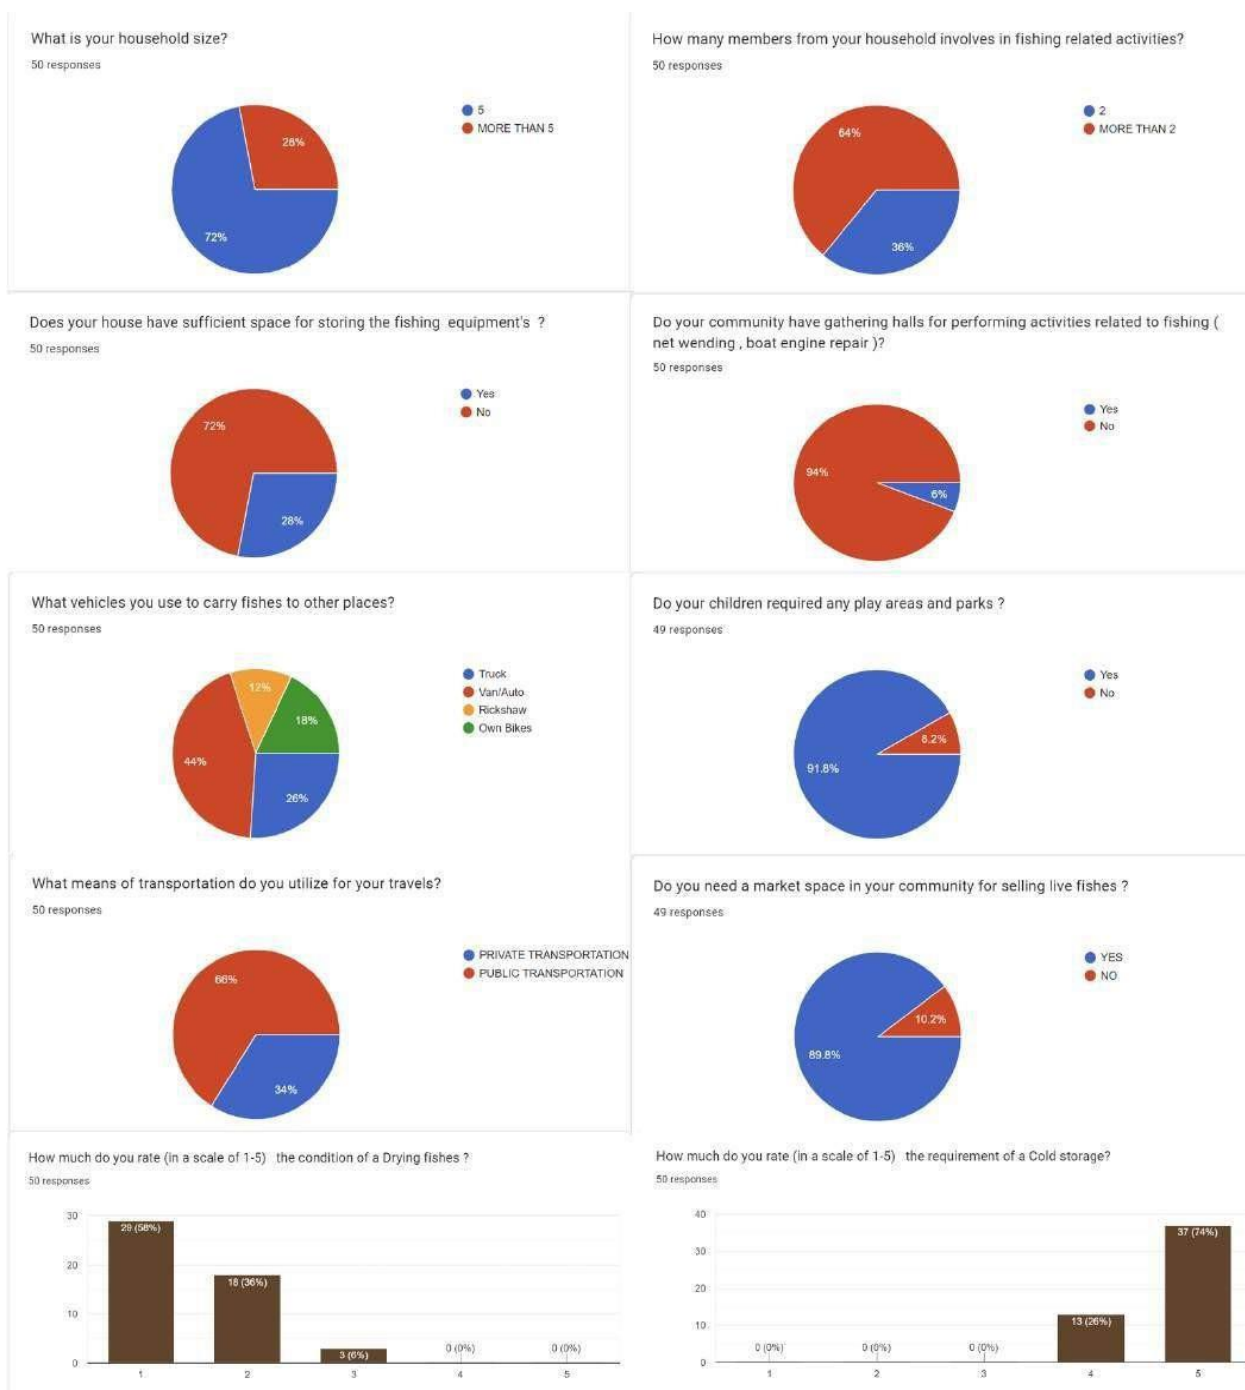 What is your household size?
50 responses
5
MORE THAN 5
28%
72%
How many members from your household involves in fishing related activities?
50 responses
2
MORE THAN 2
64%
36%
Does your house have sufficient space for storing the fishing equipment's ?
50 responses
Yes
No
72%
28%
Do your community have gathering halls for performing activities related to fishing (
net wending , boat engine repair )?
50 responses
Yes
No
94%
6%
What vehicles you use to carry fishes to other places?
50 responses
Truck
Van/Auto
Rickshaw
Own Bikes
12%
18%
44%
26%
Do your children required any play areas and parks ?
49 responses
Yes
No
8.2%
91.8%
What means of transportation do you utilize for your travels?
50 responses
PRIVATE TRANSPORTATION
PUBLIC TRANSPORTATION
66%
34%
Do you need a market space in your community for selling live fishes ?
49 responses
YES
NO
10.2%
89.8%
How much do you rate (in a scale of 1-5) the condition of a Drying fishes ?
50 responses
30
20
10
0
29 (58%)
18 (36%)
3 (6%)
0 (0%)
0 (0%)
1 2 3 4 5
How much do you rate (in a scale of 1-5) the requirement of a Cold storage?
50 responses
40
30
20
10
0
0 (0%)
0 (0%)
0 (0%)
13 (26%)
37 (74%)
1 2 3 4 5